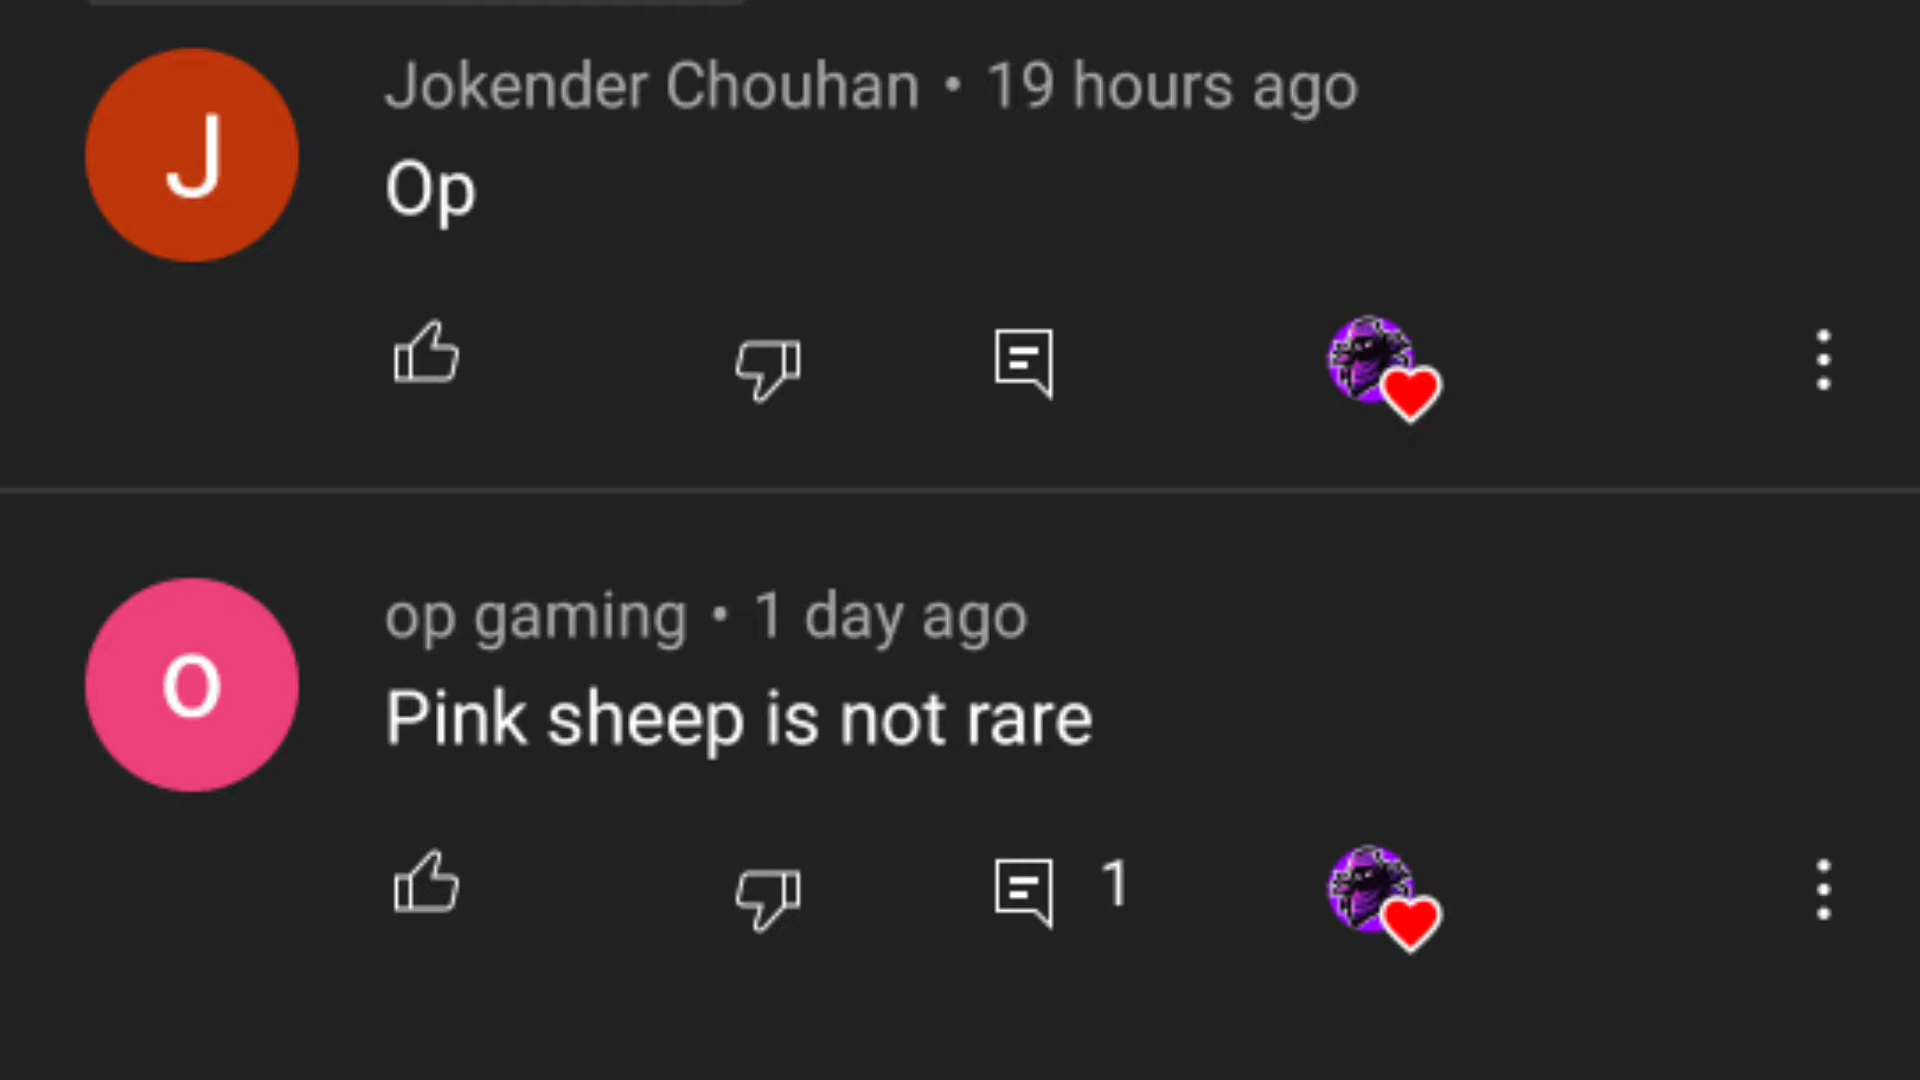 J
Jokender Chouhan • 19 hours ago
Op
o
op gaming • 1 day ago
Pink sheep is not rare
1